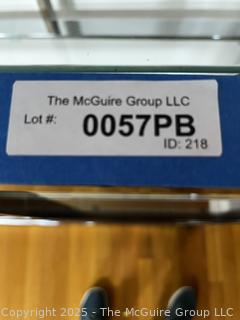 The McGuire Group LLC
Lot #: 0057PB
ID: 218
Copyright 2025 - The McGuire Group LLC